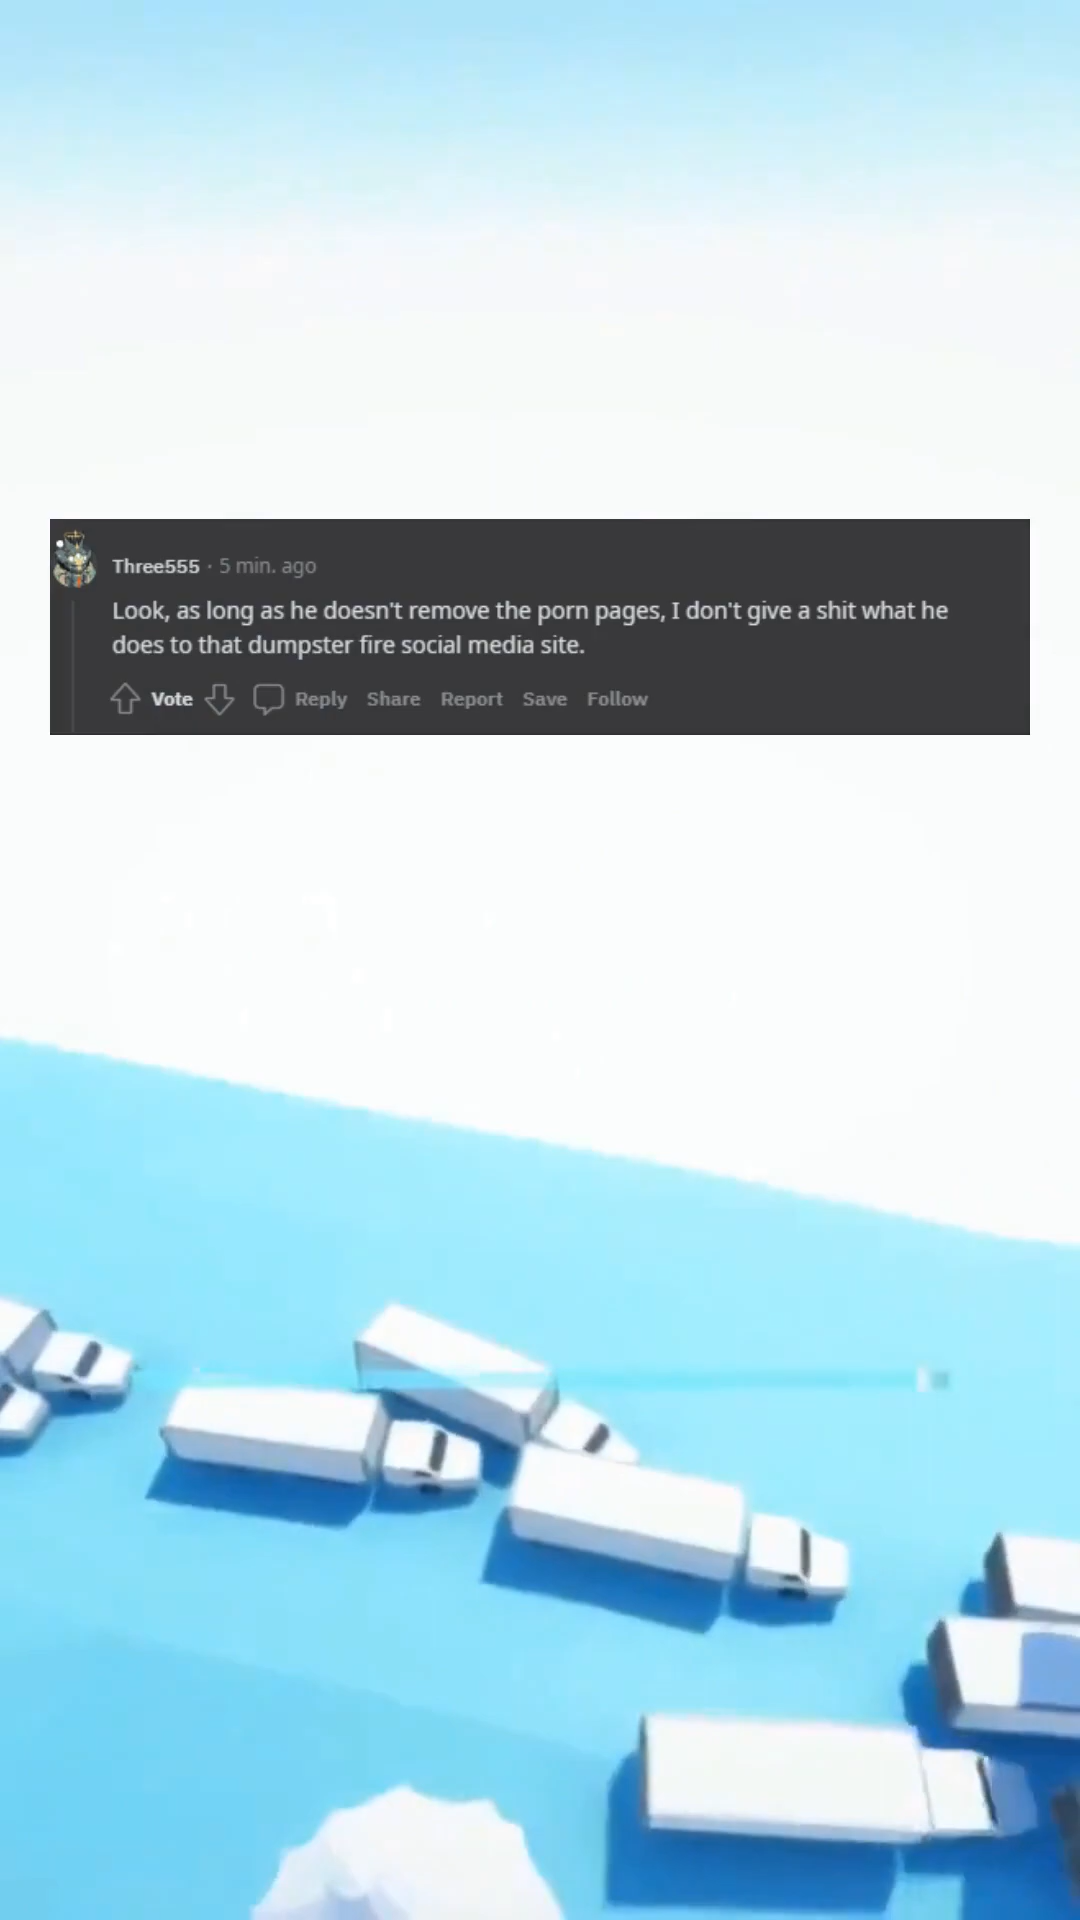 Three555 · 5 min. ago
Look, as long as he doesn't remove the porn pages, I don't give a shit what he
does to that dumpster fire social media site.
Vote Reply Share Report Save Follow